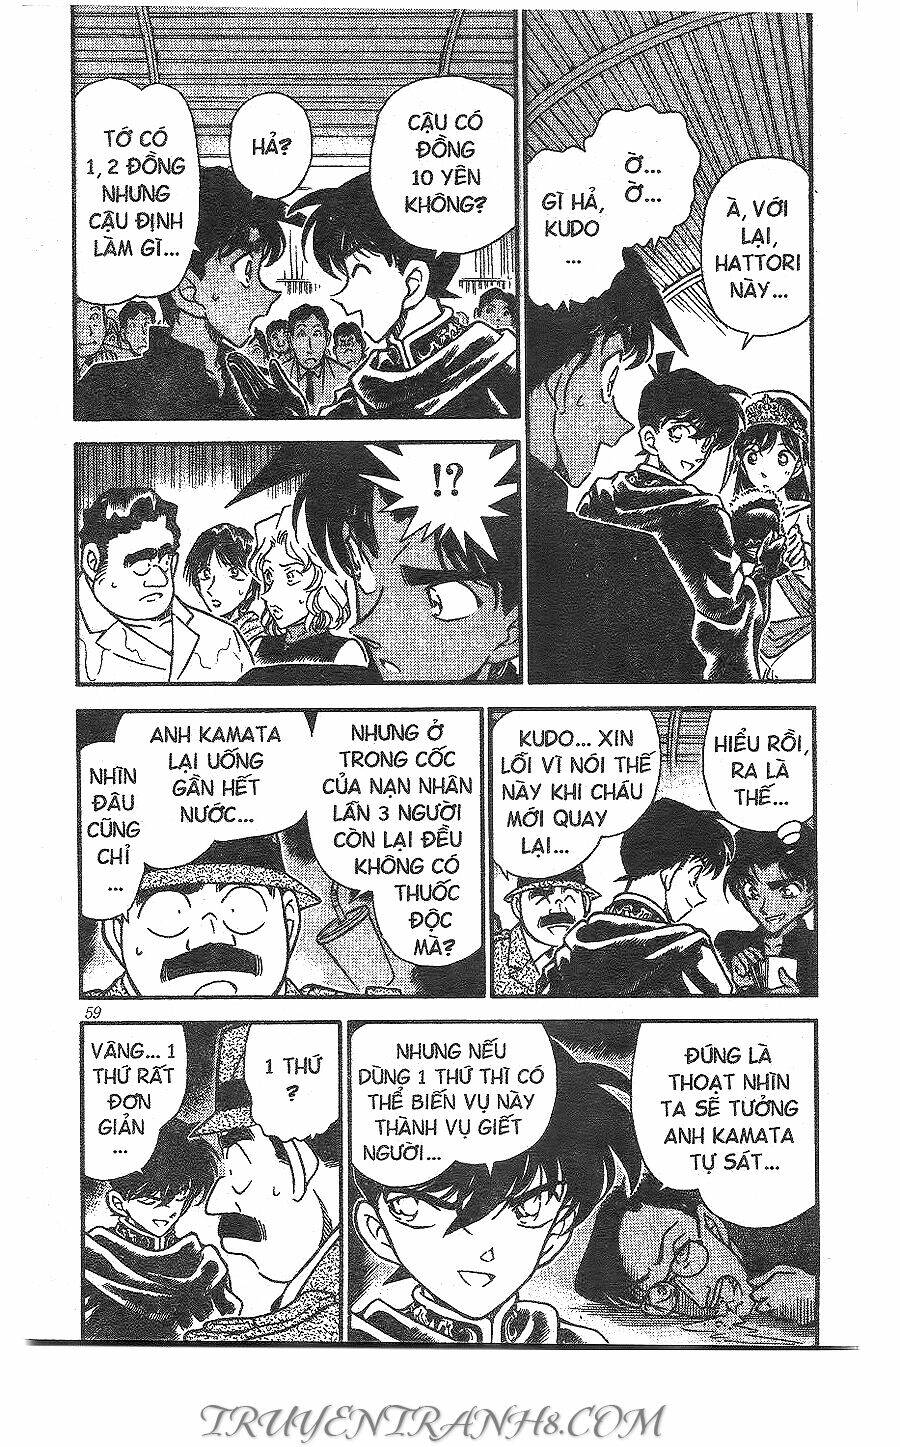 À, VỚI
LẠI,
HATTORI
NÀY...
Ờ...
Ờ...
GÌ HẢ,
KUDO
...
CẬU CÓ
ĐỒNG
10 YÊN
KHÔNG?
HẢ?
TỚ CÓ
1, 2 ĐỒNG
NHƯNG
CẬU ĐỊNH
LÀM GÌ...
!?
HIỂU RỒI,
RA LÀ
THẾ...
KUDO... XIN
LỖI VÌ NÓI THẾ
NÀY KHI CHÁU
MỚI QUAY
LẠI...
NHƯNG Ở
TRONG CỐC
CỦA NẠN NHÂN
LẪN 3 NGƯỜI
CÒN LẠI ĐỀU
KHÔNG CÓ
THUỐC
ĐỘC
MÀ?
ANH KAMATA
LẠI UỐNG
GẦN HẾT
NƯỚC...
NHÌN
ĐÂU
CŨNG
CHỈ
...
59
ĐÚNG LÀ
THOẠT NHÌN
TA SẼ TƯỞNG
ANH KAMATA
TỰ SÁT...
NHƯNG NẾU
DÙNG 1 THỨ THÌ CÓ
THỂ BIẾN VỤ NÀY
THÀNH VỤ GIẾT
NGƯỜI...
1 THỨ
?
VÂNG... 1
THỨ RẤT
ĐƠN
GIẢN
...
TRUYENTRANH8.COM